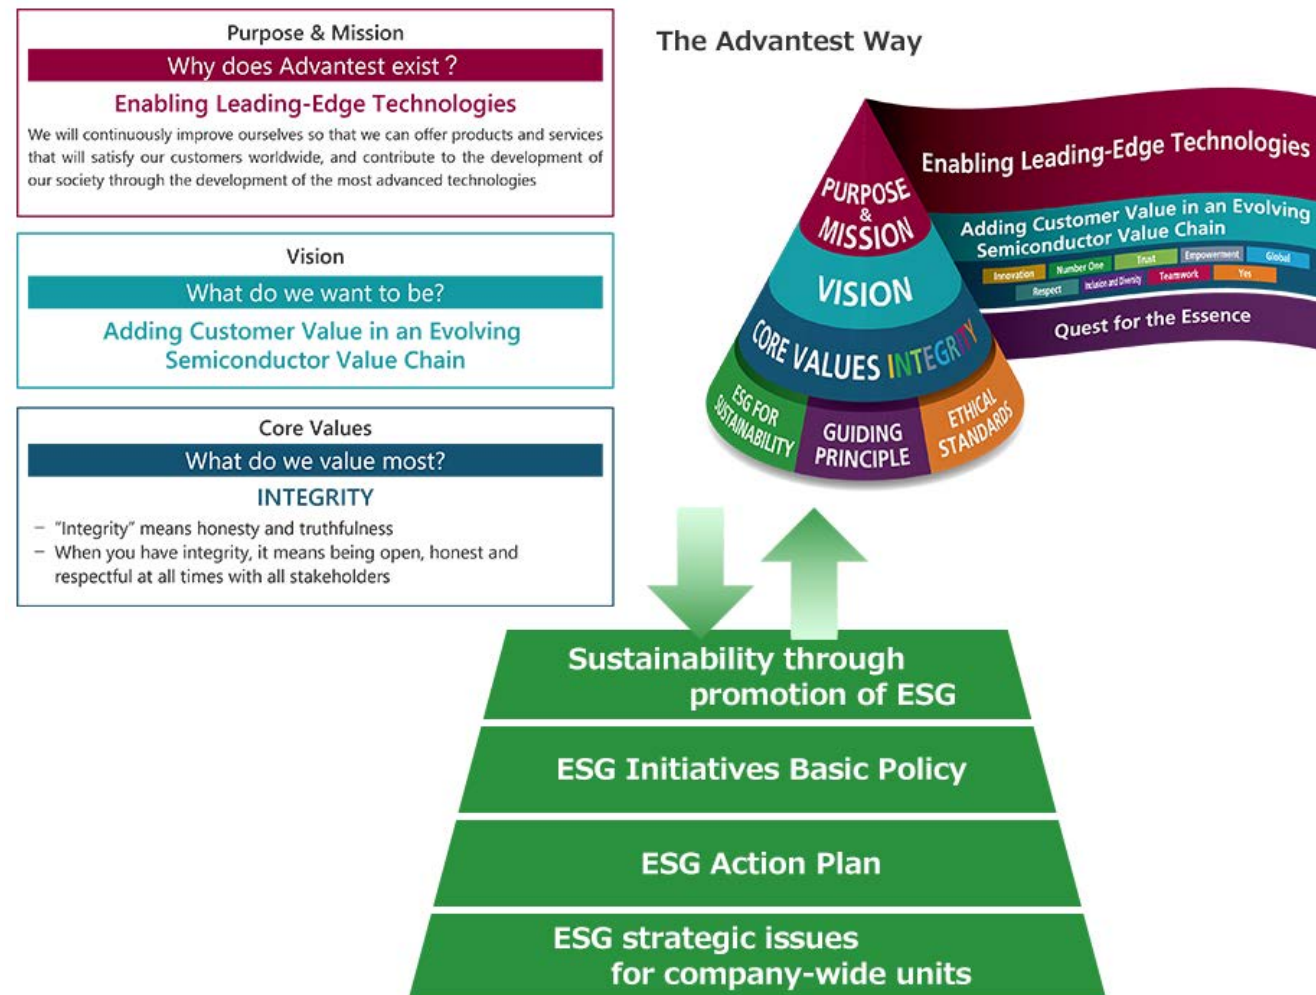 Purpose & Mission
Why does Advantest exist ?
Enabling Leading-Edge Technologies
We will continuously improve ourselves so that we can offer products and services
that will satisfy our customers worldwide, and contribute to the development of
our society through the development of the most advanced technologies
Vision
What do we want to be?
Adding Customer Value in an Evolving
Semiconductor Value Chain
Core Values
What do we value most?
INTEGRITY
– “Integrity” means honesty and truthfulness
– When you have integrity, it means being open, honest and
respectful at all times with all stakeholders
The Advantest Way
PURPOSE
&
MISSION
VISION
CORE VALUES INTEGRITY
ESG FOR
SUSTAINABILITY
GUIDING
PRINCIPLE
ETHICAL
STANDARDS
Enabling Leading-Edge Technologies
Adding Customer Value in an Evolving
Semiconductor Value Chain
Innovation Number One Trust Empowerment Global
Respect Inclusion and Diversity Teamwork Yes
Quest for the Essence
Sustainability through
promotion of ESG
ESG Initiatives Basic Policy
ESG Action Plan
ESG strategic issues
for company-wide units